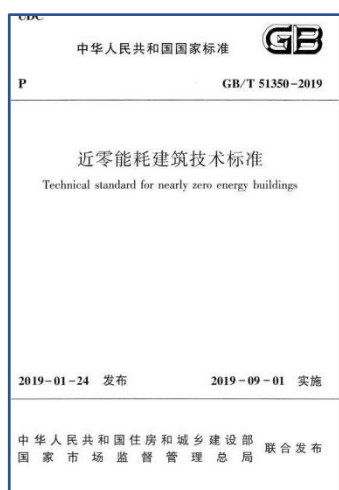 UDC
中华人民共和国国家标准 GB
P GB/T 51350-2019
近零能耗建筑技术标准
Technical standard for nearly zero energy buildings
2019-01-24 发布 2019-09-01 实施
中华人民共和国住房和城乡建设部
国家市场监督管理总局
联合发布